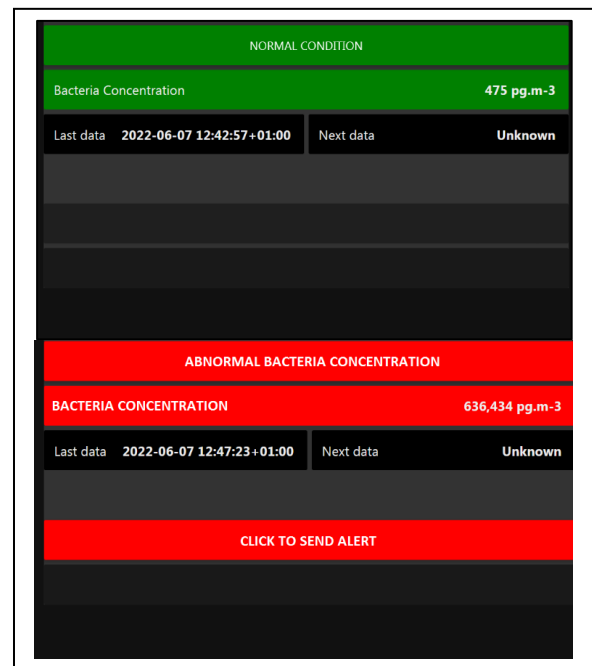 NORMAL CONDITION
Bacteria Concentration 475 pg.m-3
Last data 2022-06-07 12:42:57+01:00 Next data Unknown
ABNORMAL BACTERIA CONCENTRATION
BACTERIA CONCENTRATION 636,434 pg.m-3
Last data 2022-06-07 12:47:23+01:00 Next data Unknown
CLICK TO SEND ALERT